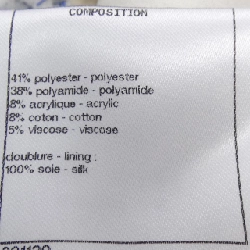 COMPOSITION
41% polyester - polyester
38% polyamide - polyamide
8% acrylique - acrylic
8% coton - cotton
5% viscose - viscose
doublure - lining :
100% soie - silk